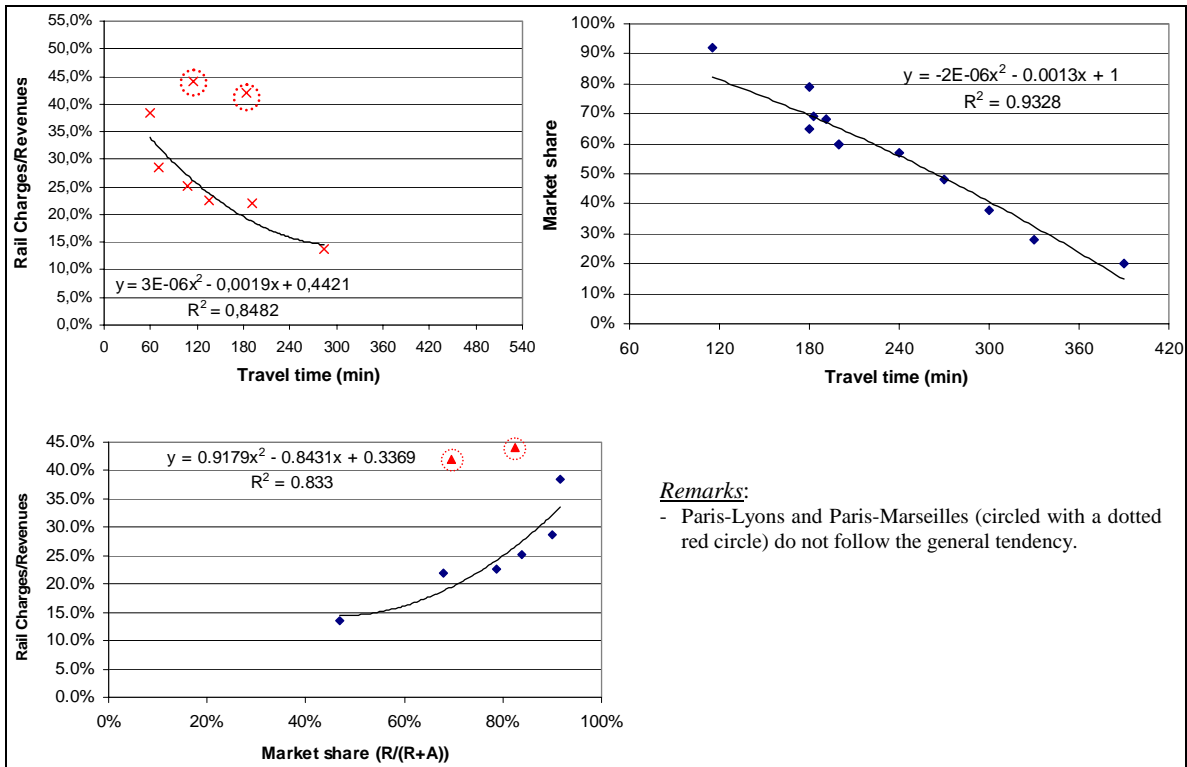 55,0%
50,0%
45,0%
40,0%
35,0%
30,0%
25,0%
20,0%
15,0%
10,0%
5,0%
0,0%
Rail Charges/Revenues
y = 3E-06x² - 0,0019x + 0,4421
R² = 0,8482
0 60 120 180 240 300 360 420 480 540
Travel time (min)
100%
90%
80%
70%
60%
50%
40%
30%
20%
10%
0%
Market share
y = -2E-06x² - 0.0013x + 1
R² = 0.9328
60 120 180 240 300 360 420
Travel time (min)
45.0%
40.0%
35.0%
30.0%
25.0%
20.0%
15.0%
10.0%
5.0%
0.0%
Rail Charges/Revenues
y = 0.9179x² - 0.8431x + 0.3369
R² = 0.833
0% 20% 40% 60% 80% 100%
Market share (R/(R+A))
Remarks:
- Paris-Lyons and Paris-Marseilles (circled with a dotted
red circle) do not follow the general tendency.